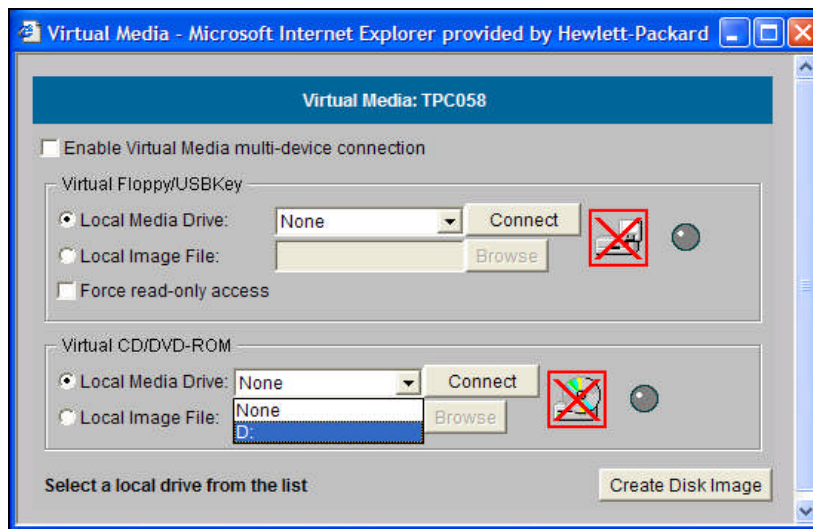 Virtual Media - Microsoft Internet Explorer provided by Hewlett-Packard
Virtual Media: TPC058
Enable Virtual Media multi-device connection
Virtual Floppy/USBKey
Local Media Drive: None Connect
Local Image File: Browse
Force read-only access
Virtual CD/DVD-ROM
Local Media Drive: None Connect
None
Local Image File: Browse
D:
Select a local drive from the list Create Disk Image